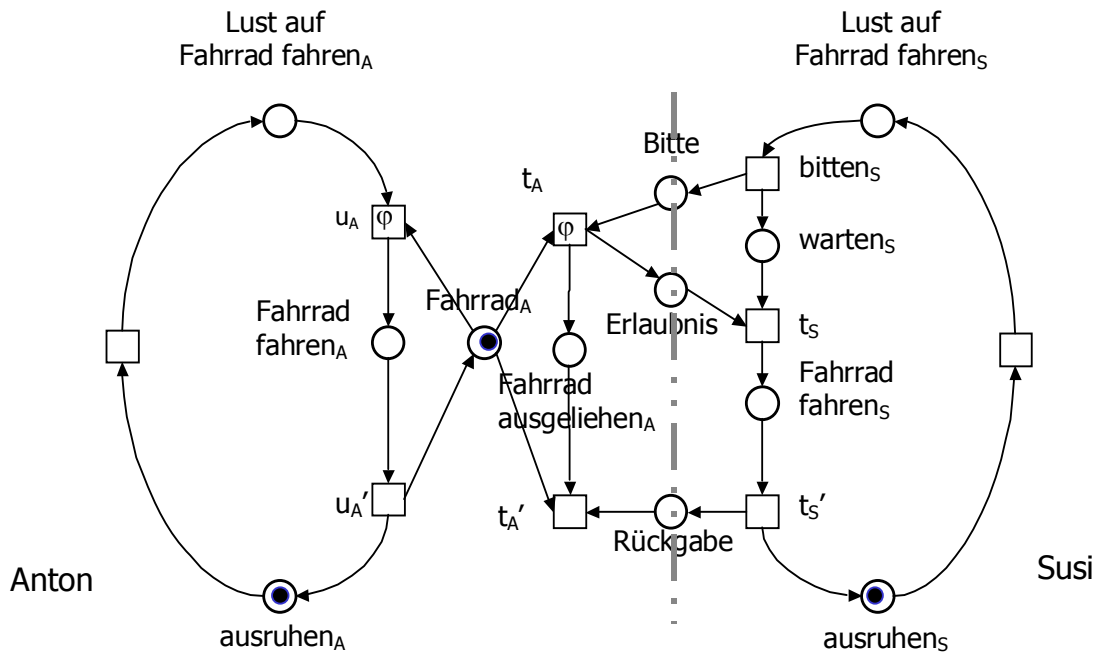 Lust auf
Fahrrad fahrenA
Lust auf
Fahrrad fahrenS
Bitte
bittenS
tA
uA
φ
φ
wartenS
FahrradA
Erlaubnis
tS
Fahrrad
fahrenA
Fahrrad
fahrenS
Fahrrad
ausgeliehenA
uA'
tA'
tS'
Rückgabe
Anton
Susi
ausruhenA
ausruhenS